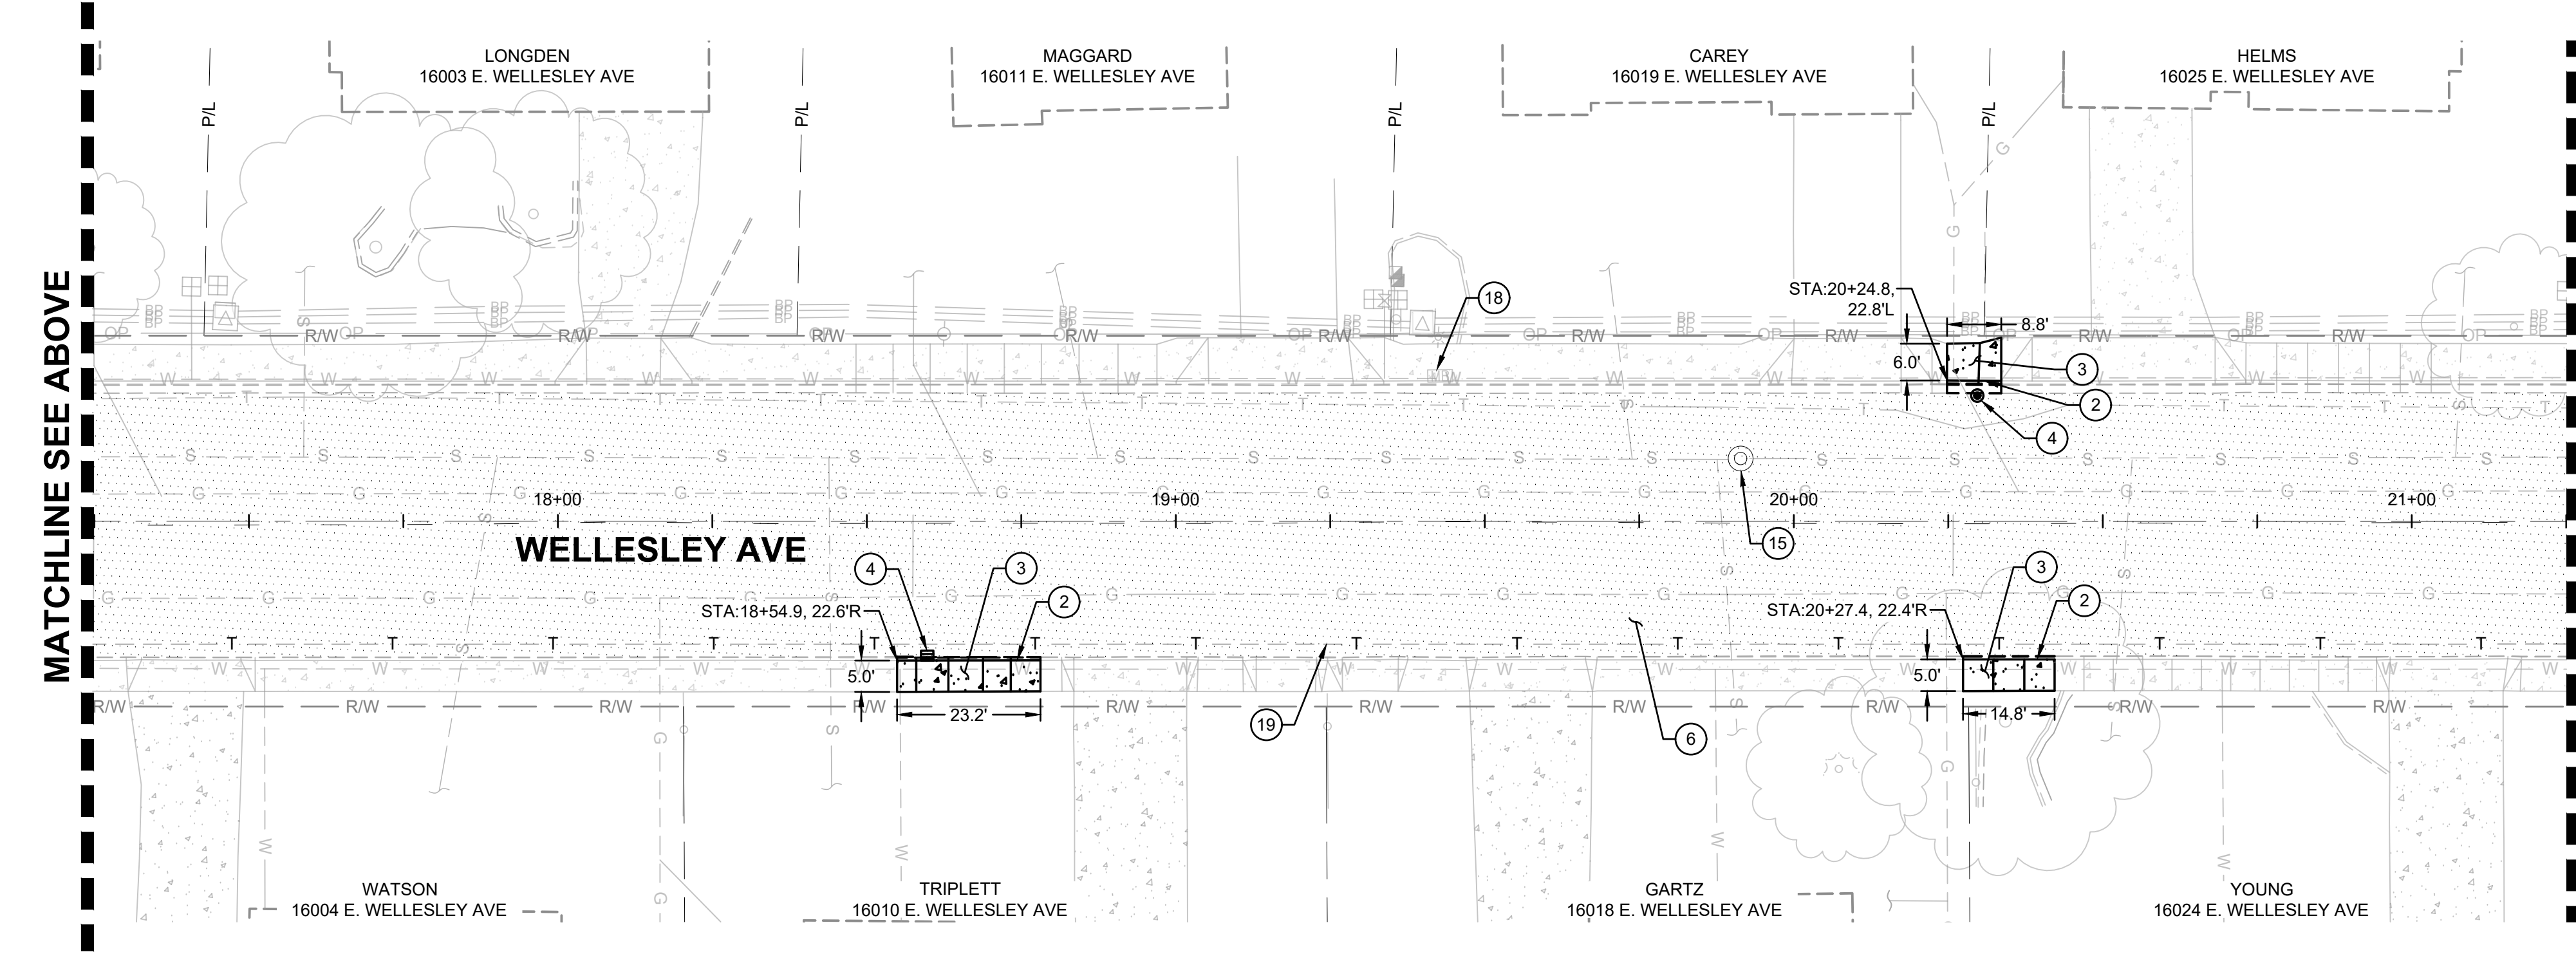 MATCHLINE SEE ABOVE
LONGDEN
16003 E. WELLESLEY AVE
MAGGARD
16011 E. WELLESLEY AVE
CAREY
16019 E. WELLESLEY AVE
HELMS
16025 E. WELLESLEY AVE
P/L
P/L
P/L
P/L
18
STA:20+24.8,
22.8'L
8.8'
6.0'
3
2
4
R/W R/W R/W R/W R/W R/W R/W R/W R/W
W W W W W W W W W W W W W W W
S S S S S S S S S S S S S S S S S S
G G G G G G G G G G G G G G G
18+00
19+00
20+00
21+00
WELLESLEY AVE
15
4
3
2
STA:18+54.9, 22.6'R
3
2
STA:20+27.4, 22.4'R
T T T T T T T T T T T T T T T
5.0'
23.2'
5.0'
14.8'
R/W R/W R/W R/W R/W R/W R/W R/W R/W R/W
19
6
WATSON
16004 E. WELLESLEY AVE
TRIPLETT
16010 E. WELLESLEY AVE
GARTZ
16018 E. WELLESLEY AVE
YOUNG
16024 E. WELLESLEY AVE